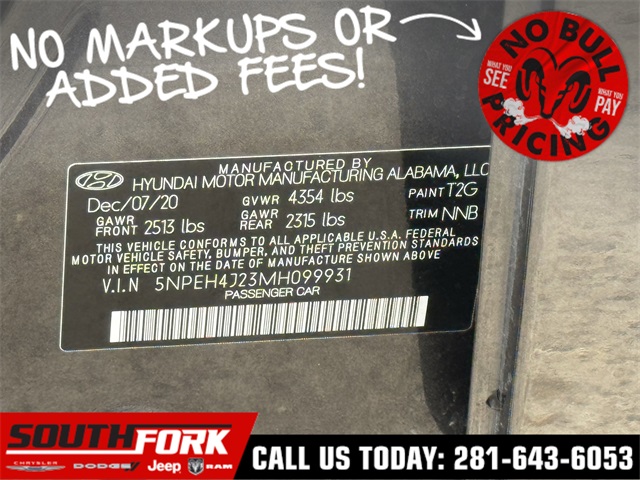 NO MARKUPS OR
ADDED FEES!
NO BULL
WHAT YOU
SEE
WHAT YOU
PAY
PRICING
MANUFACTURED BY
HYUNDAI MOTOR MANUFACTURING ALABAMA, LLC
Dec/07/20 GVWR 4354 lbs PAINT T2G
GAWR FRONT 2513 lbs GAWR REAR 2315 lbs TRIM NNB
THIS VEHICLE CONFORMS TO ALL APPLICABLE U.S.A. FEDERAL
MOTOR VEHICLE SAFETY, BUMPER, AND THEFT PREVENTION STANDARDS
IN EFFECT ON THE DATE OF MANUFACTURE SHOWN ABOVE
V.I.N 5NPEH4J23MH099931
PASSENGER CAR
SOUTHFORK
CHRYSLER DODGE Jeep RAM
CALL US TODAY: 281-643-6053